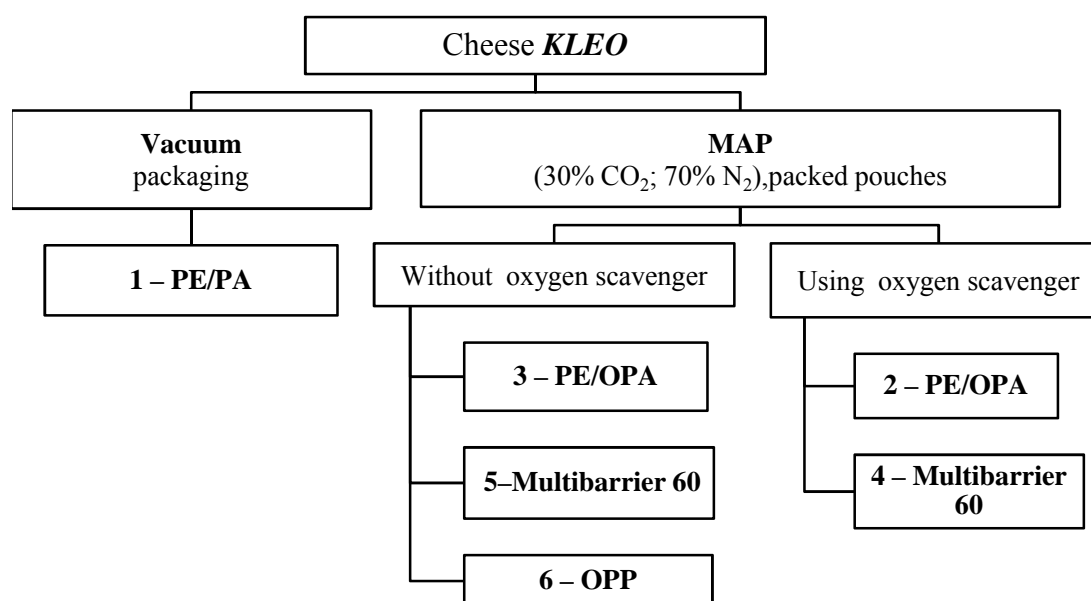 Cheese KLEO
Vacuum
packaging
MAP
(30% CO₂; 70% N₂),packed pouches
1 – PE/PA
Without oxygen scavenger
Using oxygen scavenger
3 – PE/OPA
2 – PE/OPA
5–Multibarrier 60
4 – Multibarrier
60
6 – OPP